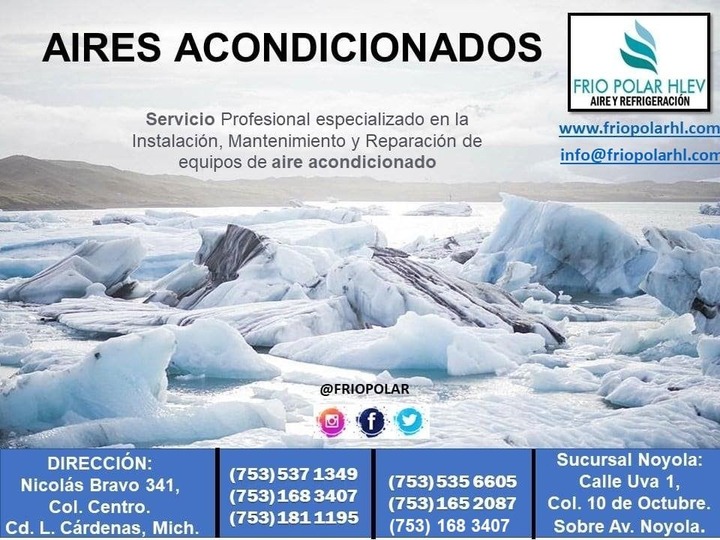 AIRES ACONDICIONADOS
FRIO POLAR HLEV
AIRE Y REFRIGERACIÓN
www.friopolarhl.com
info@friopolarhl.com
Servicio Profesional especializado en la
Instalación, Mantenimiento y Reparación de
equipos de aire acondicionado
@FRIOPOLAR
DIRECCIÓN:
Nicolás Bravo 341,
Col. Centro.
Cd. L. Cárdenas, Mich.
(753) 537 1349
(753) 168 3407
(753) 181 1195
(753) 535 6605
(753) 165 2087
(753) 168 3407
Sucursal Noyola:
Calle Uva 1,
Col. 10 de Octubre.
Sobre Av. Noyola.